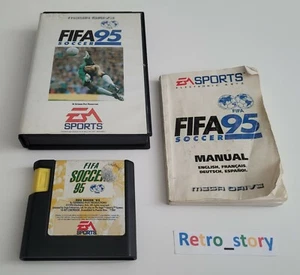 FIFA 95
SOCCER
EA
SPORTS
EA SPORTS
FIFA 95
SOCCER
MANUAL
ENGLISH, FRANÇAIS
DEUTSCH, ESPAÑOL
MEGA DRIVE
FIFA
SOCCER
95
EA
SPORTS
Retro_story